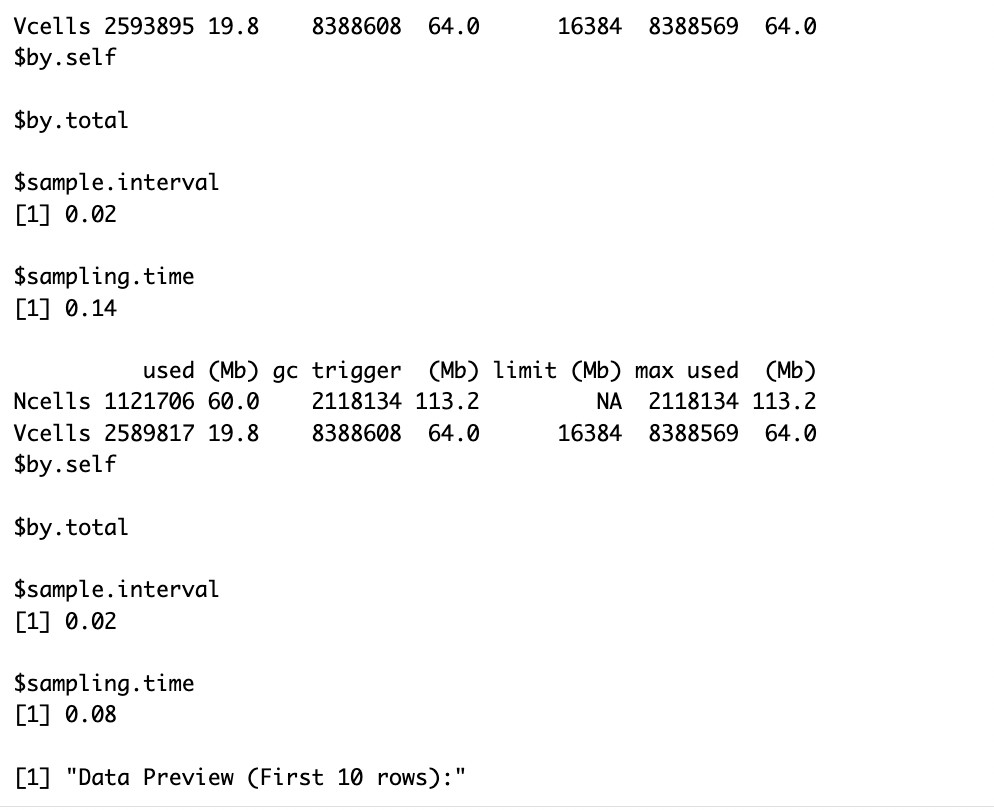 Vcells 2593895 19.8    8388608  64.0      16384  8388569  64.0
$by.self
$by.total
$sample.interval
[1] 0.02
$sampling.time
[1] 0.14
          used (Mb) gc trigger  (Mb) limit (Mb) max used  (Mb)
Ncells 1121706 60.0    2118134 113.2         NA  2118134 113.2
Vcells 2589817 19.8    8388608  64.0      16384  8388569  64.0
$by.self
$by.total
$sample.interval
[1] 0.02
$sampling.time
[1] 0.08
[1] "Data Preview (First 10 rows):"